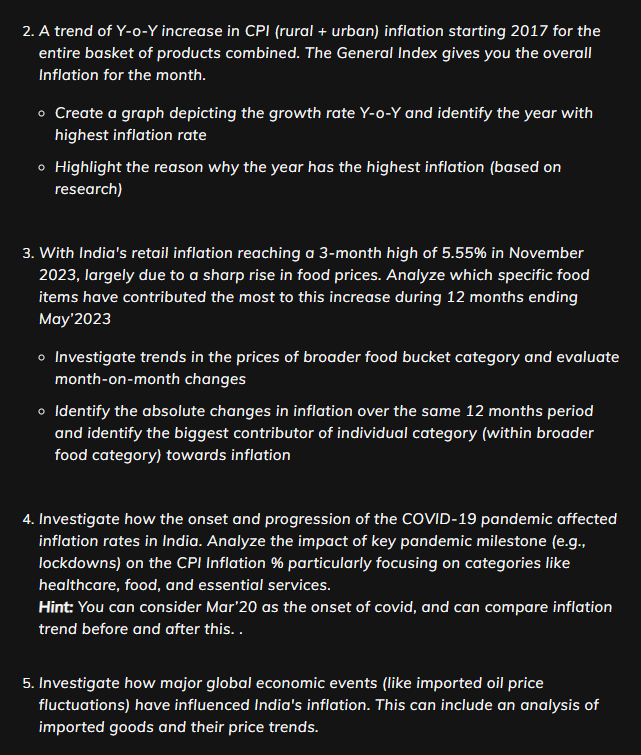 2. A trend of Y-o-Y increase in CPI (rural + urban) inflation starting 2017 for the
entire basket of products combined. The General Index gives you the overall
Inflation for the month.
Create a graph depicting the growth rate Y-o-Y and identify the year with
highest inflation rate
Highlight the reason why the year has the highest inflation (based on
research)
3. With India's retail inflation reaching a 3-month high of 5.55% in November
2023, largely due to a sharp rise in food prices. Analyze which specific food
items have contributed the most to this increase during 12 months ending
May'2023
Investigate trends in the prices of broader food bucket category and evaluate
month-on-month changes
Identify the absolute changes in inflation over the same 12 months period
and identify the biggest contributor of individual category (within broader
food category) towards inflation
4. Investigate how the onset and progression of the COVID-19 pandemic affected
inflation rates in India. Analyze the impact of key pandemic milestone (e.g.,
lockdowns) on the CPI Inflation % particularly focusing on categories like
healthcare, food, and essential services.
Hint: You can consider Mar'20 as the onset of covid, and can compare inflation
trend before and after this. .
5. Investigate how major global economic events (like imported oil price
fluctuations) have influenced India's inflation. This can include an analysis of
imported goods and their price trends.